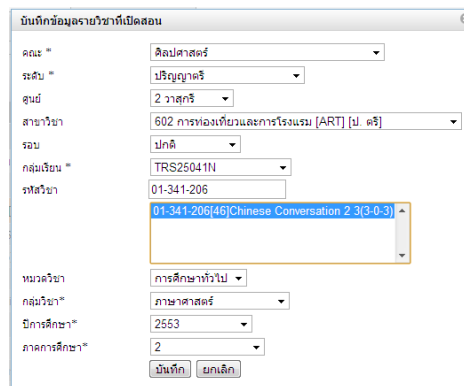 บันทึกข้อมูลรายวิชาที่เปิดสอน
คณะ * ศิลปศาสตร์
ระดับ * ปริญญาตรี
ศูนย์ 2 วาสุกรี
สาขาวิชา 602 การท่องเที่ยวและการโรงแรม [ART] [ป. ตรี]
รอบ ปกติ
กลุ่มเรียน * TRS25041N
รหัสวิชา 01-341-206
01-341-206[46]Chinese Conversation 2 3(3-0-3)
หมวดวิชา การศึกษาทั่วไป
กลุ่มวิชา* ภาษาศาสตร์
ปีการศึกษา* 2553
ภาคการศึกษา* 2
บันทึก ยกเลิก